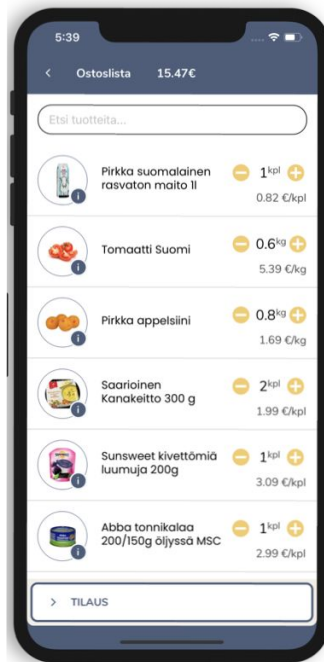 5:39
Ostoslista 15.47€
Etsi tuotteita...
Pirkka suomalainen
rasvaton maito 1l
1kpl
0.82 €/kpl
Tomaatti Suomi
0.6kg
5.39 €/kg
Pirkka appelsiini
0.8kg
1.69 €/kg
Saarioinen
Kanakeitto 300 g
2kpl
1.99 €/kpl
Sunsweet kivettömiä
luumuja 200g
1kpl
3.09 €/kpl
Abba tonnikalaa
200/150g öljyssä MSC
1kpl
2.99 €/kpl
TILAUS